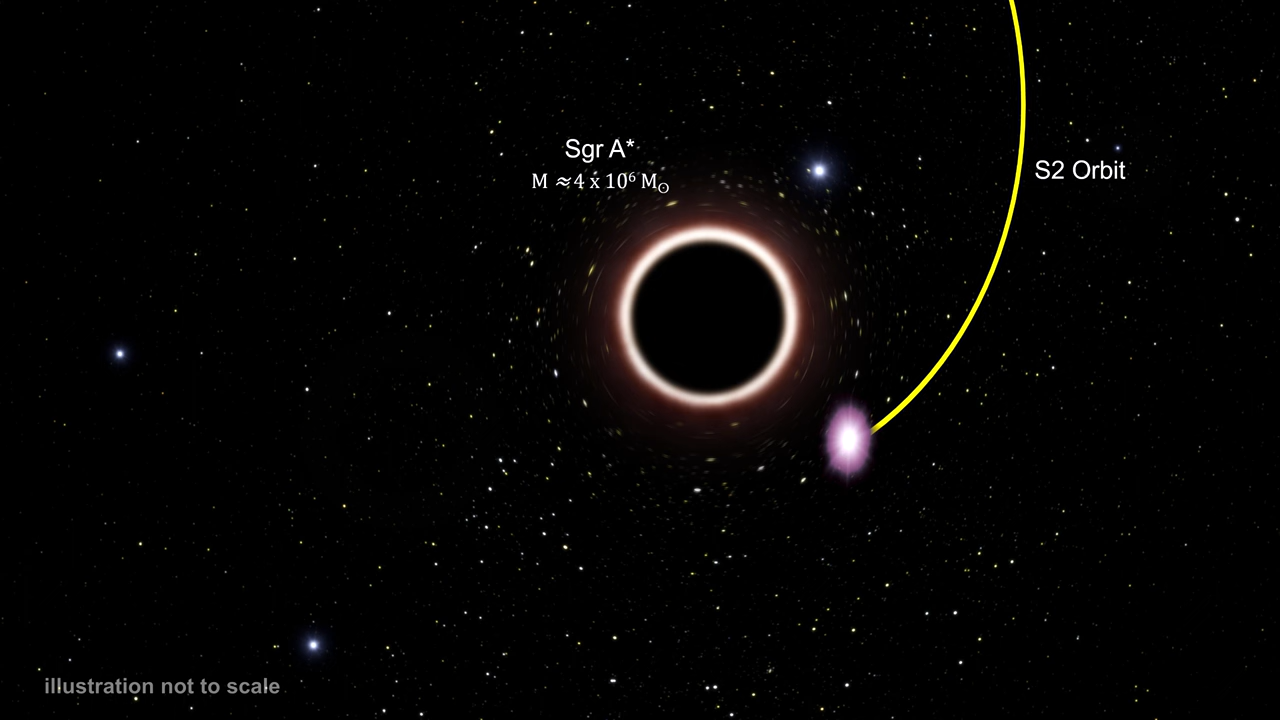 Sgr A*
M ≈4 x 10⁶ M☉
S2 Orbit
illustration not to scale